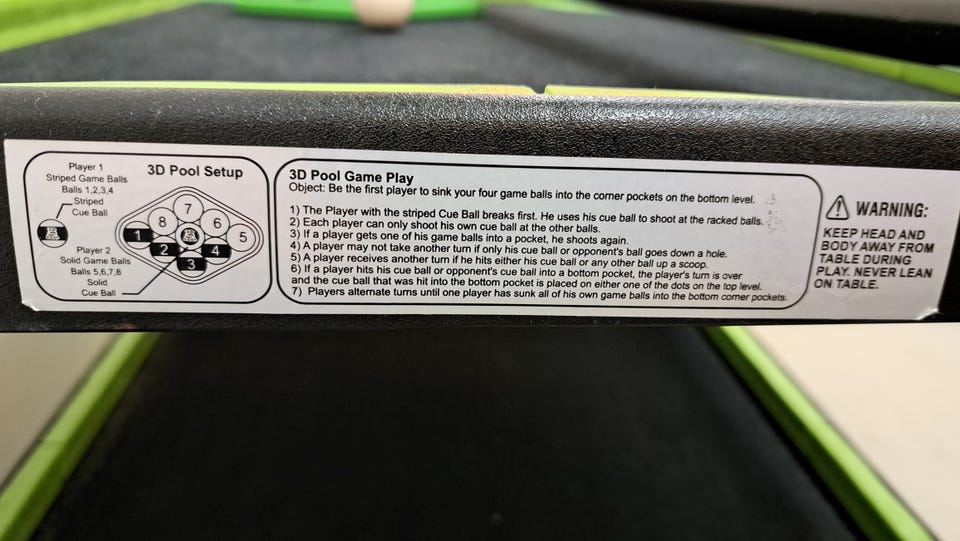 Player 1
Striped Game Balls
Balls 1,2,3,4
Striped
Cue Ball
3D Pool Setup
7
8 6
1 5
2 4
3
Player 2
Solid Game Balls
Balls 5,6,7,8
Solid
Cue Ball
3D Pool Game Play
Object: Be the first player to sink your four game balls into the corner pockets on the bottom level.
1) The Player with the striped Cue Ball breaks first. He uses his cue ball to shoot at the racked balls.
2) Each player can only shoot his own cue ball at the other balls.
3) If a player gets one of his game balls into a pocket, he shoots again.
4) A player may not take another turn if only his cue ball or opponent's ball goes down a hole.
5) A player receives another turn if he hits either his cue ball or any other ball up a scoop.
6) If a player hits his cue ball or opponent's cue ball into a bottom pocket, the player's turn is over
and the cue ball that was hit into the bottom pocket is placed on either one of the dots on the top level.
7) Players alternate turns until one player has sunk all of his own game balls into the bottom corner pockets.
WARNING:
KEEP HEAD AND
BODY AWAY FROM
TABLE DURING
PLAY. NEVER LEAN
ON TABLE.